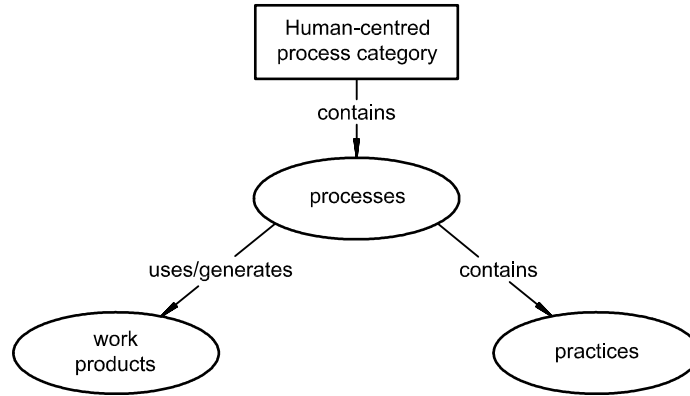 Human-centred
process category
contains
processes
uses/generates
contains
work
products
practices